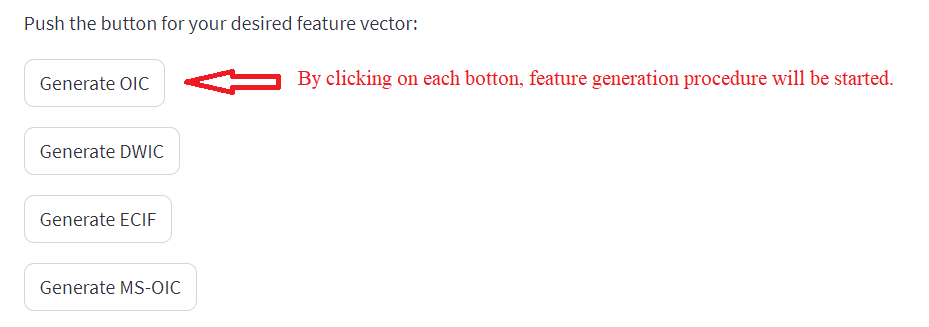 Push the button for your desired feature vector:
Generate OIC
By clicking on each botton, feature generation procedure will be started.
Generate DWIC
Generate ECIF
Generate MS-OIC